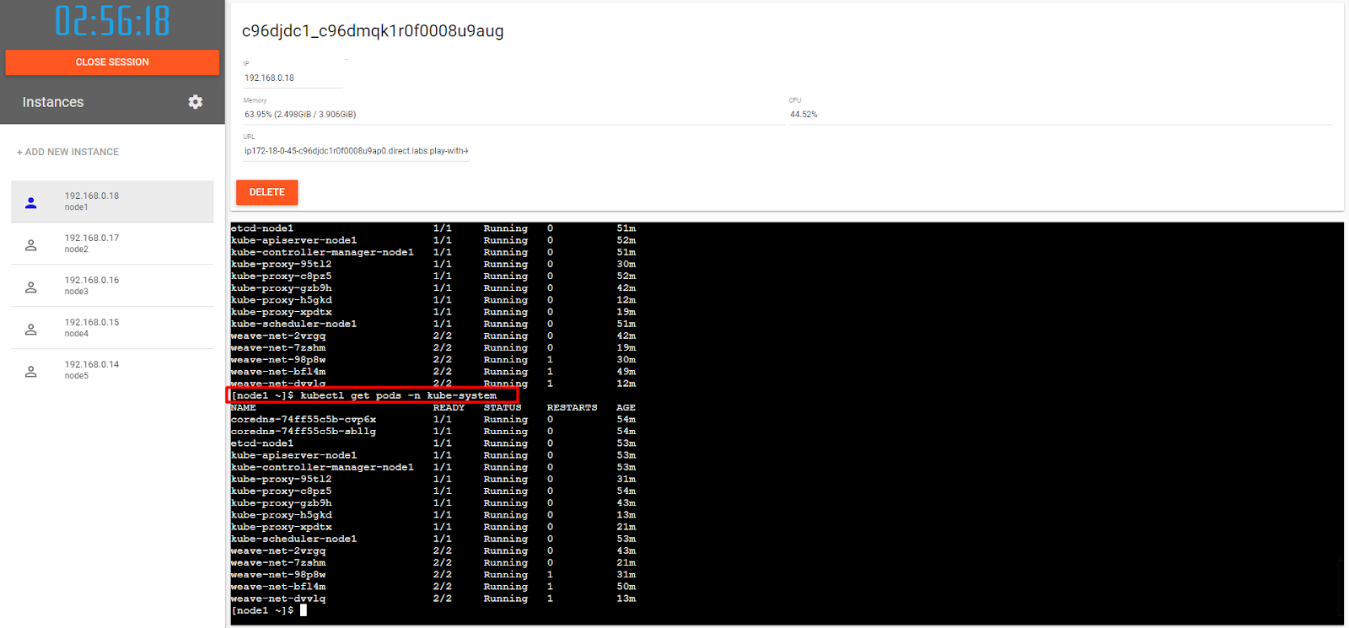 02:56:18
CLOSE SESSION
Instances
+ ADD NEW INSTANCE
192.168.0.18
node1
192.168.0.17
node2
192.168.0.16
node3
192.168.0.15
node4
192.168.0.14
node5
c96djdc1_c96dmqk1r0f0008u9aug
IP
192.168.0.18
Memory
63.95% (2.498GiB / 3.906GiB)
CPU
44.52%
URL
ip172-18-0-45-c96djdc1r0f0008u9ap0.direct.labs.play-with-k
DELETE
etcd-node1 1/1 Running 0 51m
kube-apiserver-node1 1/1 Running 0 52m
kube-controller-manager-node1 1/1 Running 0 51m
kube-proxy-95tl2 1/1 Running 0 30m
kube-proxy-c8pz5 1/1 Running 0 52m
kube-proxy-gzb9h 1/1 Running 0 42m
kube-proxy-h5gkd 1/1 Running 0 12m
kube-proxy-xpdtx 1/1 Running 0 19m
kube-scheduler-node1 1/1 Running 0 51m
weave-net-2vrgq 2/2 Running 0 42m
weave-net-7zshm 2/2 Running 0 19m
weave-net-98p8w 2/2 Running 1 30m
weave-net-bfl4m 2/2 Running 1 49m
weave-net-dvvlq 2/2 Running 1 12m
[node1 ~]$ kubectl get pods -n kube-system
NAME READY STATUS RESTARTS AGE
coredns-74ff55c5b-cvp6x 1/1 Running 0 54m
coredns-74ff55c5b-sbllg 1/1 Running 0 54m
etcd-node1 1/1 Running 0 53m
kube-apiserver-node1 1/1 Running 0 53m
kube-controller-manager-node1 1/1 Running 0 53m
kube-proxy-95tl2 1/1 Running 0 31m
kube-proxy-c8pz5 1/1 Running 0 54m
kube-proxy-gzb9h 1/1 Running 0 43m
kube-proxy-h5gkd 1/1 Running 0 13m
kube-proxy-xpdtx 1/1 Running 0 21m
kube-scheduler-node1 1/1 Running 0 53m
weave-net-2vrgq 2/2 Running 0 43m
weave-net-7zshm 2/2 Running 0 21m
weave-net-98p8w 2/2 Running 1 31m
weave-net-bfl4m 2/2 Running 1 50m
weave-net-dvvlq 2/2 Running 1 13m
[node1 ~]$